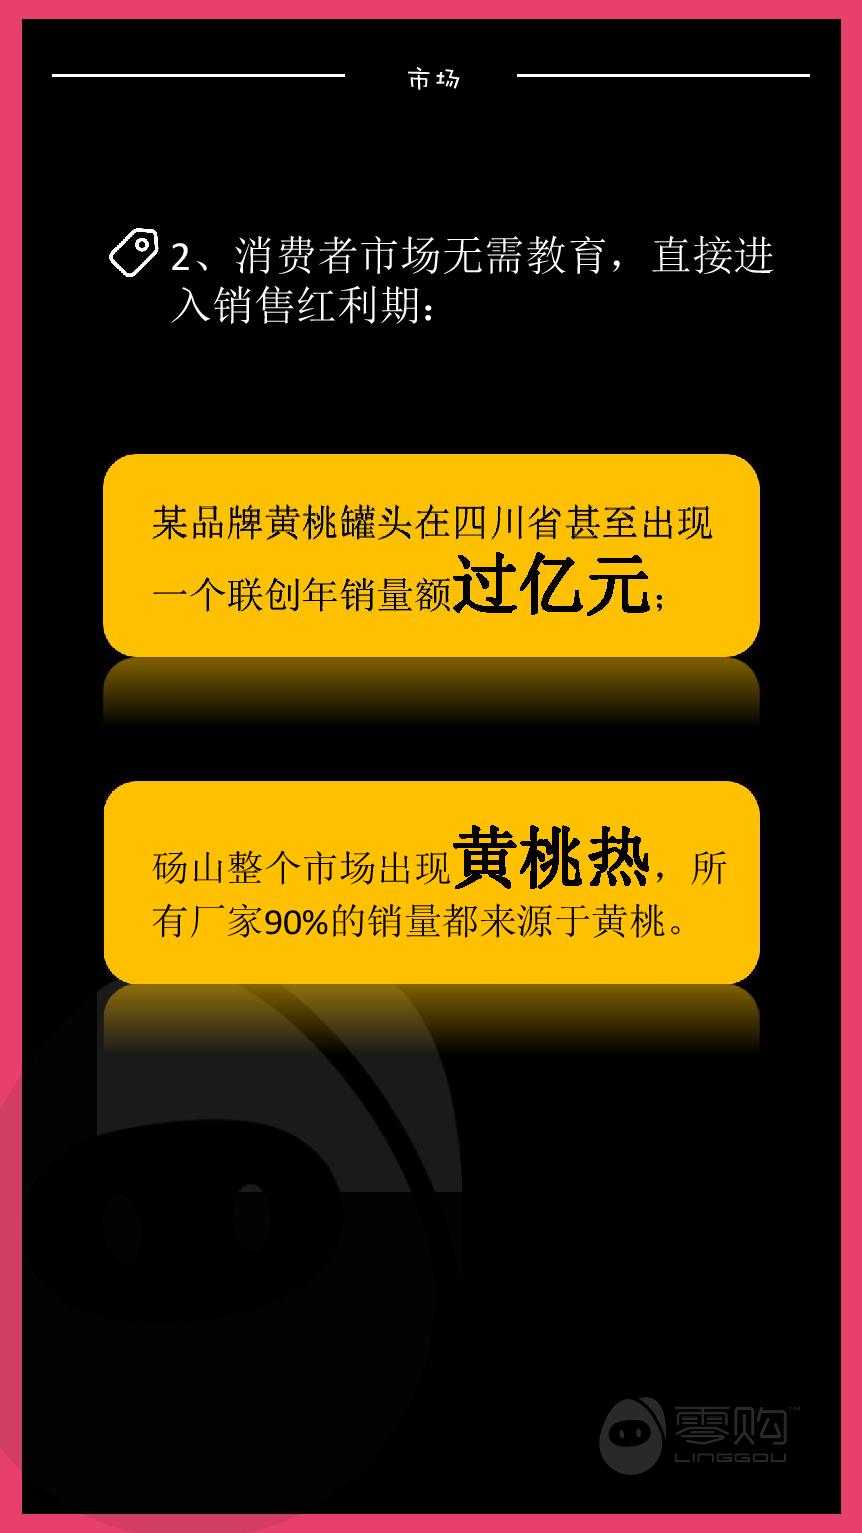 市场
2、消费者市场无需教育，直接进
入销售红利期：
某品牌黄桃罐头在四川省甚至出现
一个联创年销量额过亿元；
砀山整个市场出现黄桃热，所
有厂家90%的销量都来源于黄桃。
零购™
LINGGOU